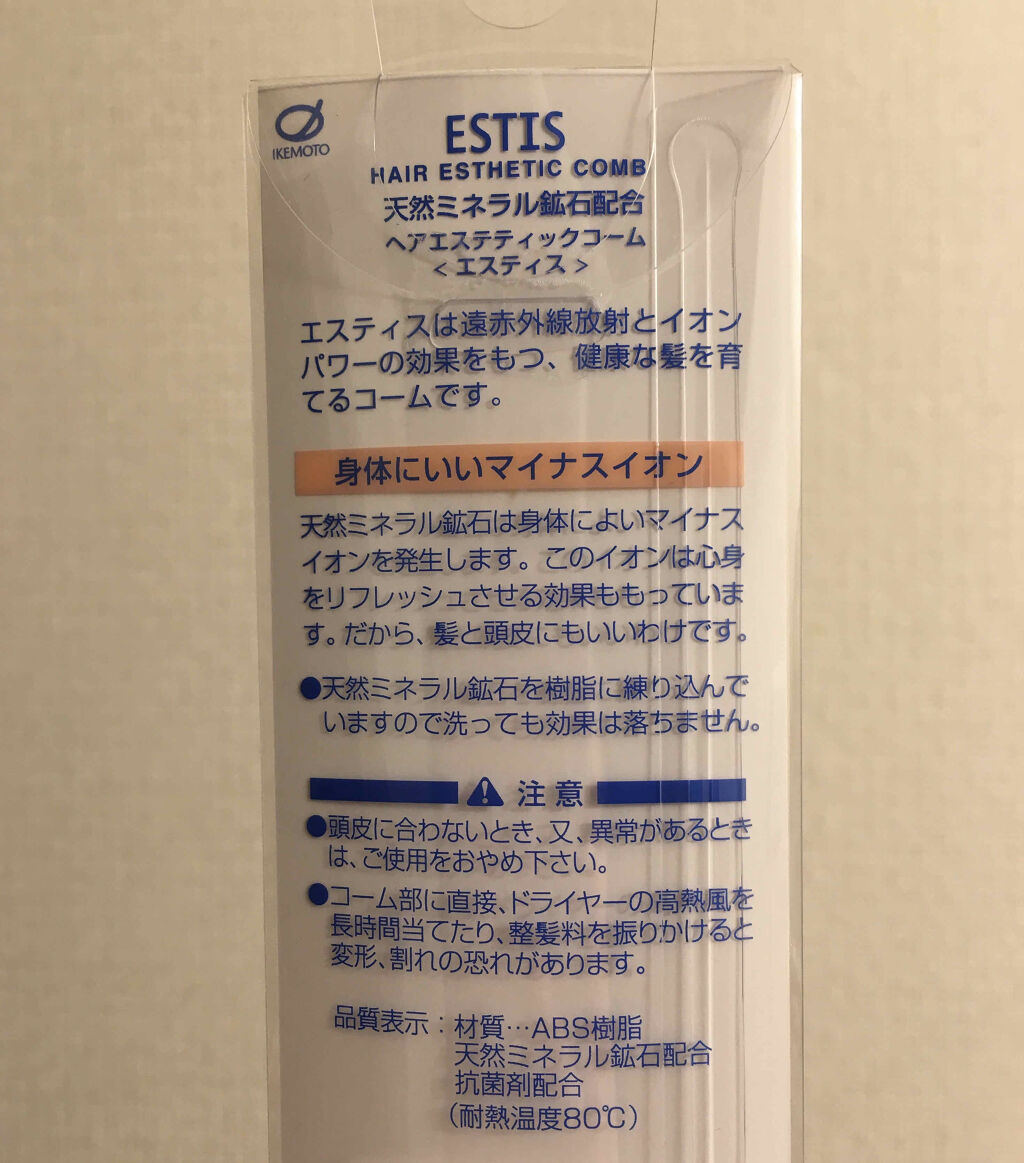 IKEMOTO
ESTIS
HAIR ESTHETIC COMB
天然ミネラル鉱石配合
ヘアエステティックコーム
<エスティス>
エスティスは遠赤外線放射とイオン
パワーの効果をもつ、健康な髪を育
てるコームです。
身体にいいマイナスイオン
天然ミネラル鉱石は身体によいマイナス
イオンを発生します。このイオンは心身
をリフレッシュさせる効果ももっていま
す。だから、髪と頭皮にもいいわけです。
●天然ミネラル鉱石を樹脂に練り込んで
いますので洗っても効果は落ちません。
⚠注意
●頭皮に合わないとき、又、異常があるとき
は、ご使用をおやめ下さい。
●コーム部に直接、ドライヤーの高熱風を
長時間当てたり、整髪料を振りかけると
変形、割れの恐れがあります。
品質表示：材質…ABS樹脂
天然ミネラル鉱石配合
抗菌剤配合
(耐熱温度80℃)